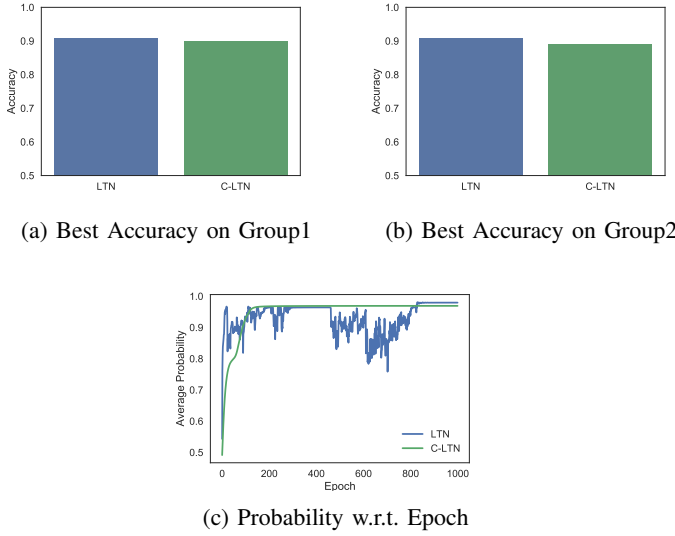 1.0
0.9
0.8
0.7
0.6
0.5
Accuracy
LTN
C-LTN
(a) Best Accuracy on Group1
1.0
0.9
0.8
0.7
0.6
0.5
Accuracy
LTN
C-LTN
(b) Best Accuracy on Group2
1.0
0.9
0.8
0.7
0.6
0.5
Average Probability
LTN
C-LTN
0 200 400 600 800 1000
Epoch
(c) Probability w.r.t. Epoch